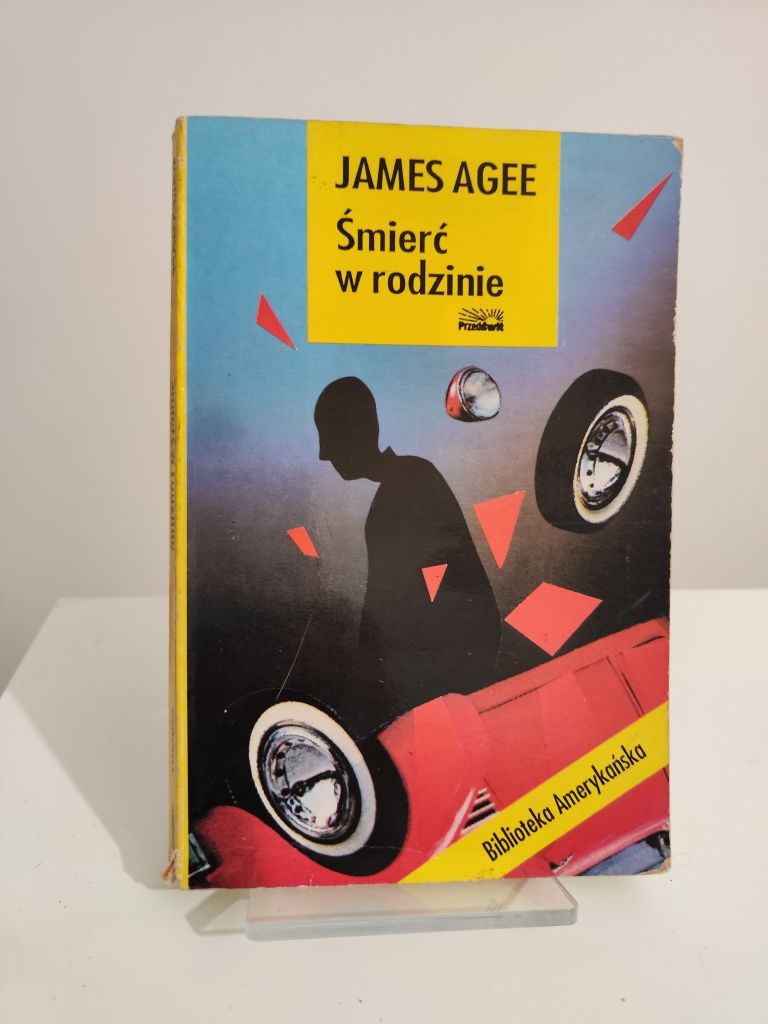 JAMES AGEE
Śmierć
w rodzinie
Przedświt
Biblioteka Amerykańska